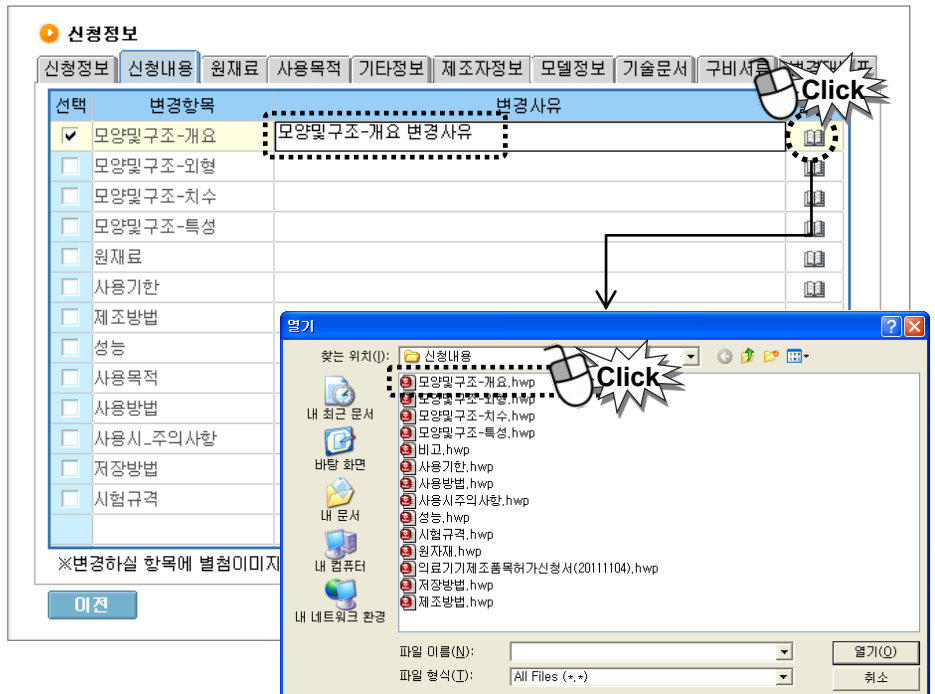 신청정보
신청정보 신청내용 원재료 사용목적 기타정보 제조자정보 모델정보 기술문서 구비서류
선택 변경항목 변경사유
Click
모양및구조-개요 모양및구조-개요 변경사유
모양및구조-외형
모양및구조-치수
모양및구조-특성
원재료
사용기한
제조방법
성능
사용목적
사용방법
사용시_주의사항
저장방법
시험규격
※변경하실 항목에 별첨이미지
이전
열기
찾는 위치(I): 신청내용
Click
내 최근 문서
바탕 화면
내 문서
내 컴퓨터
내 네트워크 환경
모양및구조-개요.hwp
모양및구조-외형.hwp
모양및구조-치수.hwp
모양및구조-특성.hwp
비고.hwp
사용기한.hwp
사용방법.hwp
사용시주의사항.hwp
성능.hwp
시험규격.hwp
원자재.hwp
의료기기제조품목허가신청서(20111104).hwp
저장방법.hwp
제조방법.hwp
파일 이름(N): 열기(O)
파일 형식(T): All Files (*.*) 취소